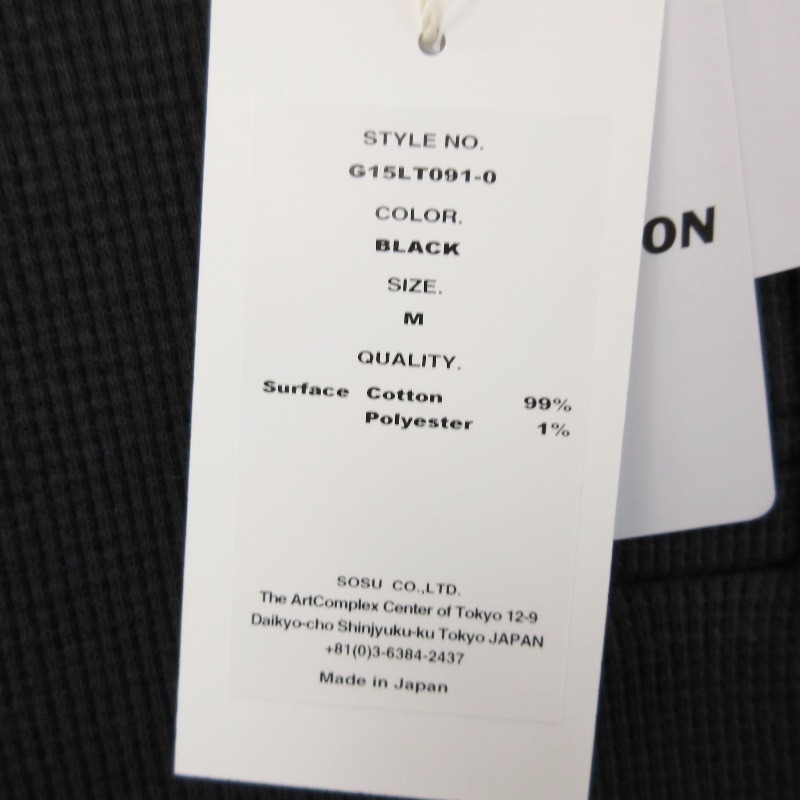 STYLE NO.
G15LT091-0
COLOR.
BLACK
SIZE.
M
QUALITY.
Surface Cotton 99%
Polyester 1%
SOSU CO.,LTD.
The ArtComplex Center of Tokyo 12-9
Daikyo-cho Shinjyuku-ku Tokyo JAPAN
+81(0)3-6384-2437
Made in Japan
ON